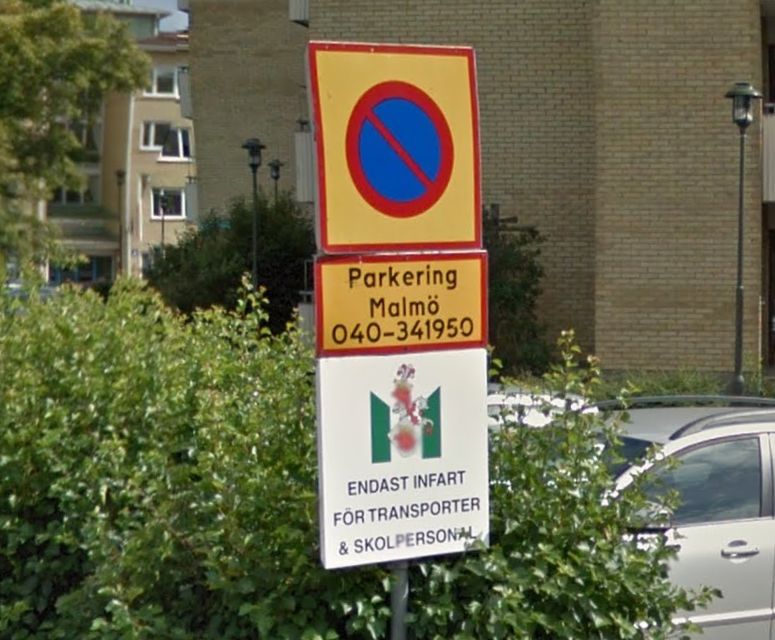 Parkering
Malmö
040-341950
ENDAST INFART
FÖR TRANSPORTER
& SKOLPERSONAL